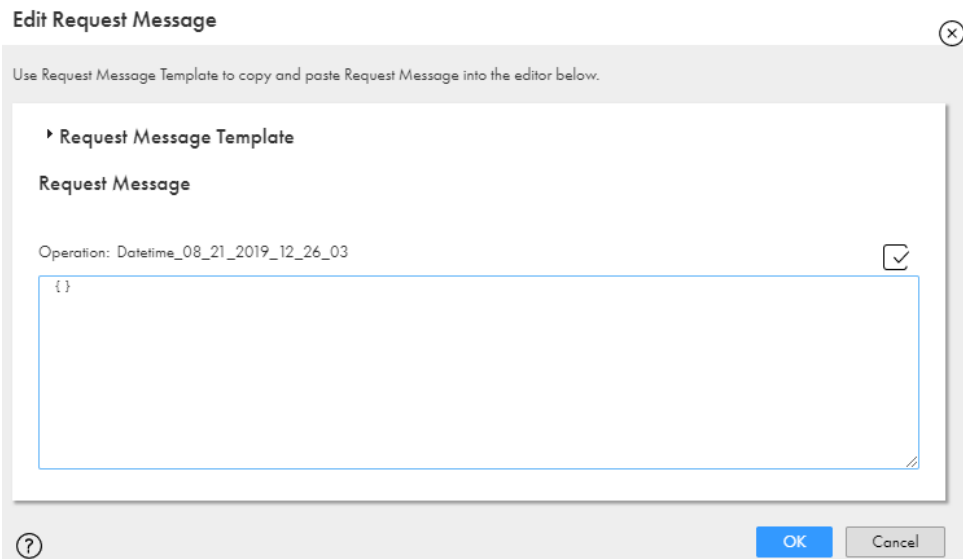 Edit Request Message
Use Request Message Template to copy and paste Request Message into the editor below.
Request Message Template
Request Message
Operation: Datetime_08_21_2019_12_26_03
{}
?
OK Cancel